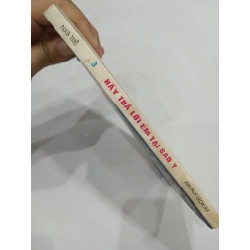 NXB TRẺ
3
HÃY TRẢ LỜI EM TẠI SAO ?